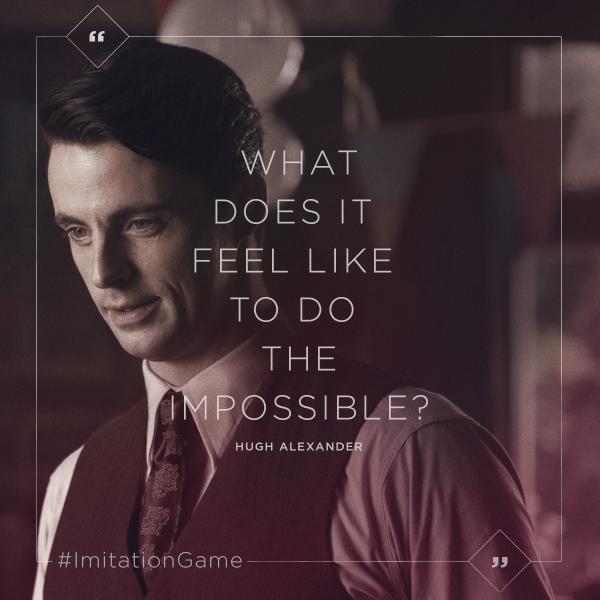 “
WHAT
DOES IT
FEEL LIKE
TO DO
THE
IMPOSSIBLE?
HUGH ALEXANDER
#ImitationGame
”